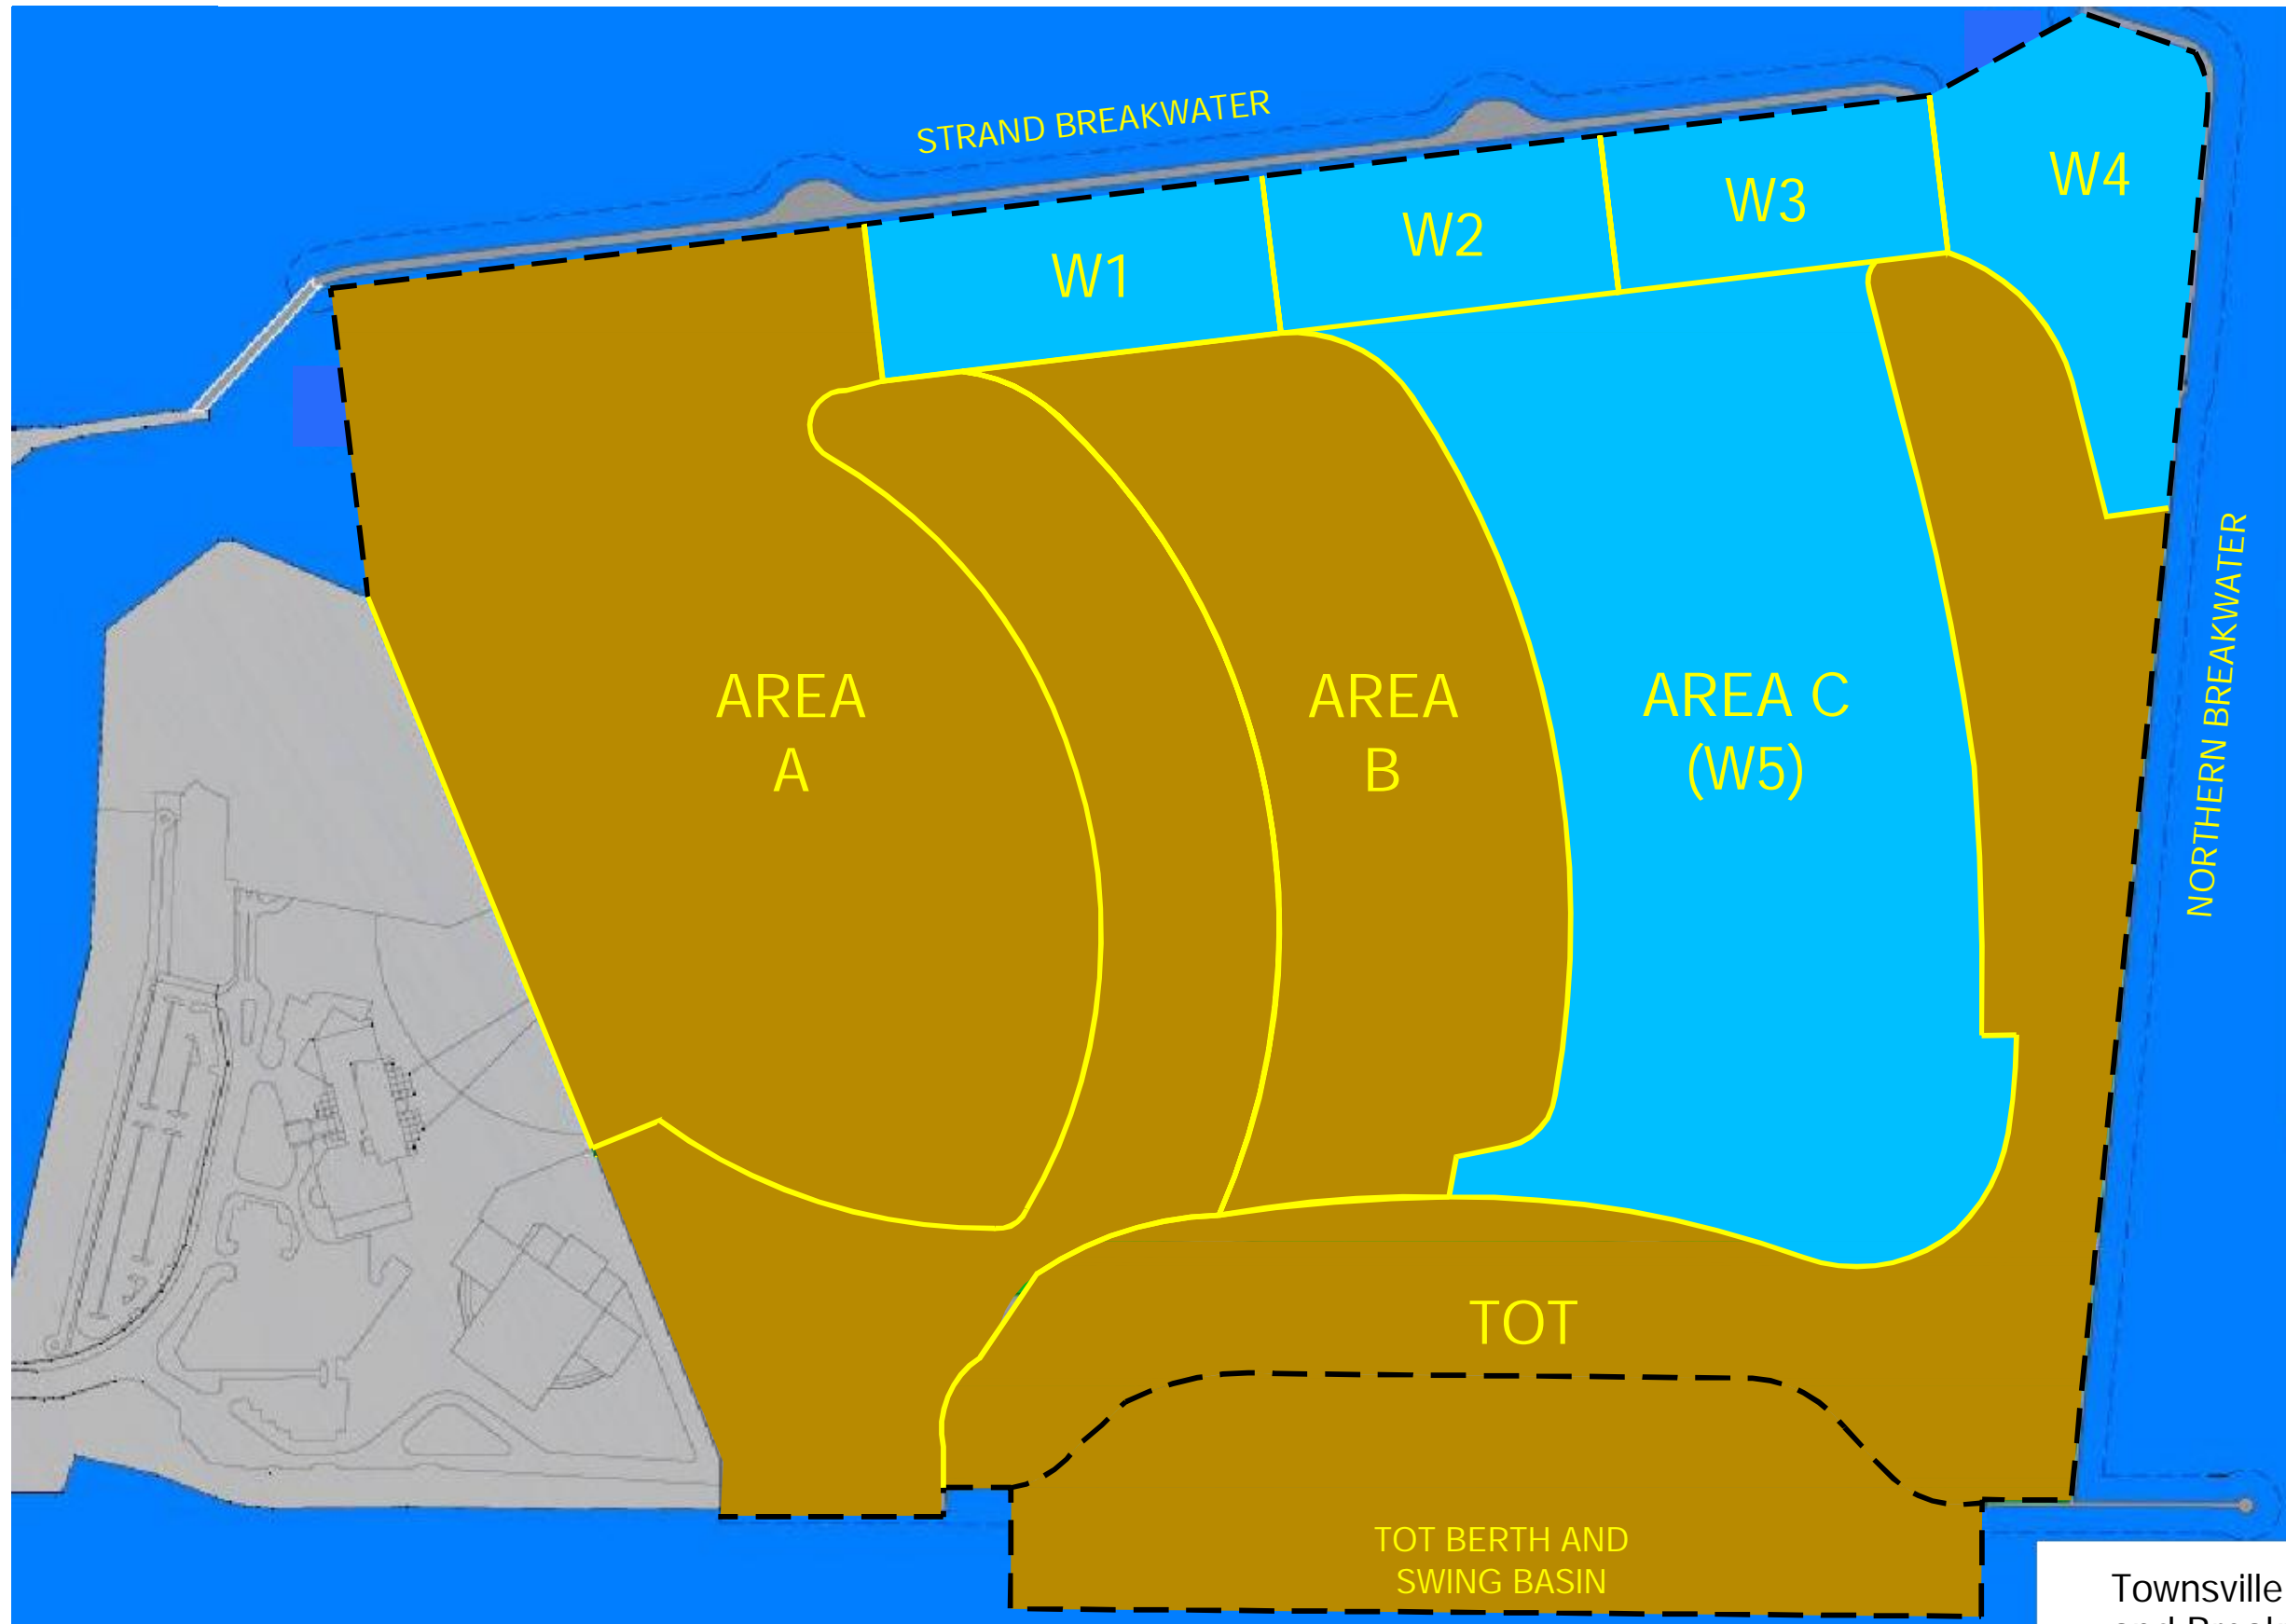 STRAND BREAKWATER
W4
W3
W2
W1
NORTHERN BREAKWATER
AREA
A
AREA
B
AREA C
(W5)
TOT
TOT BERTH AND
SWING BASIN
Townsville